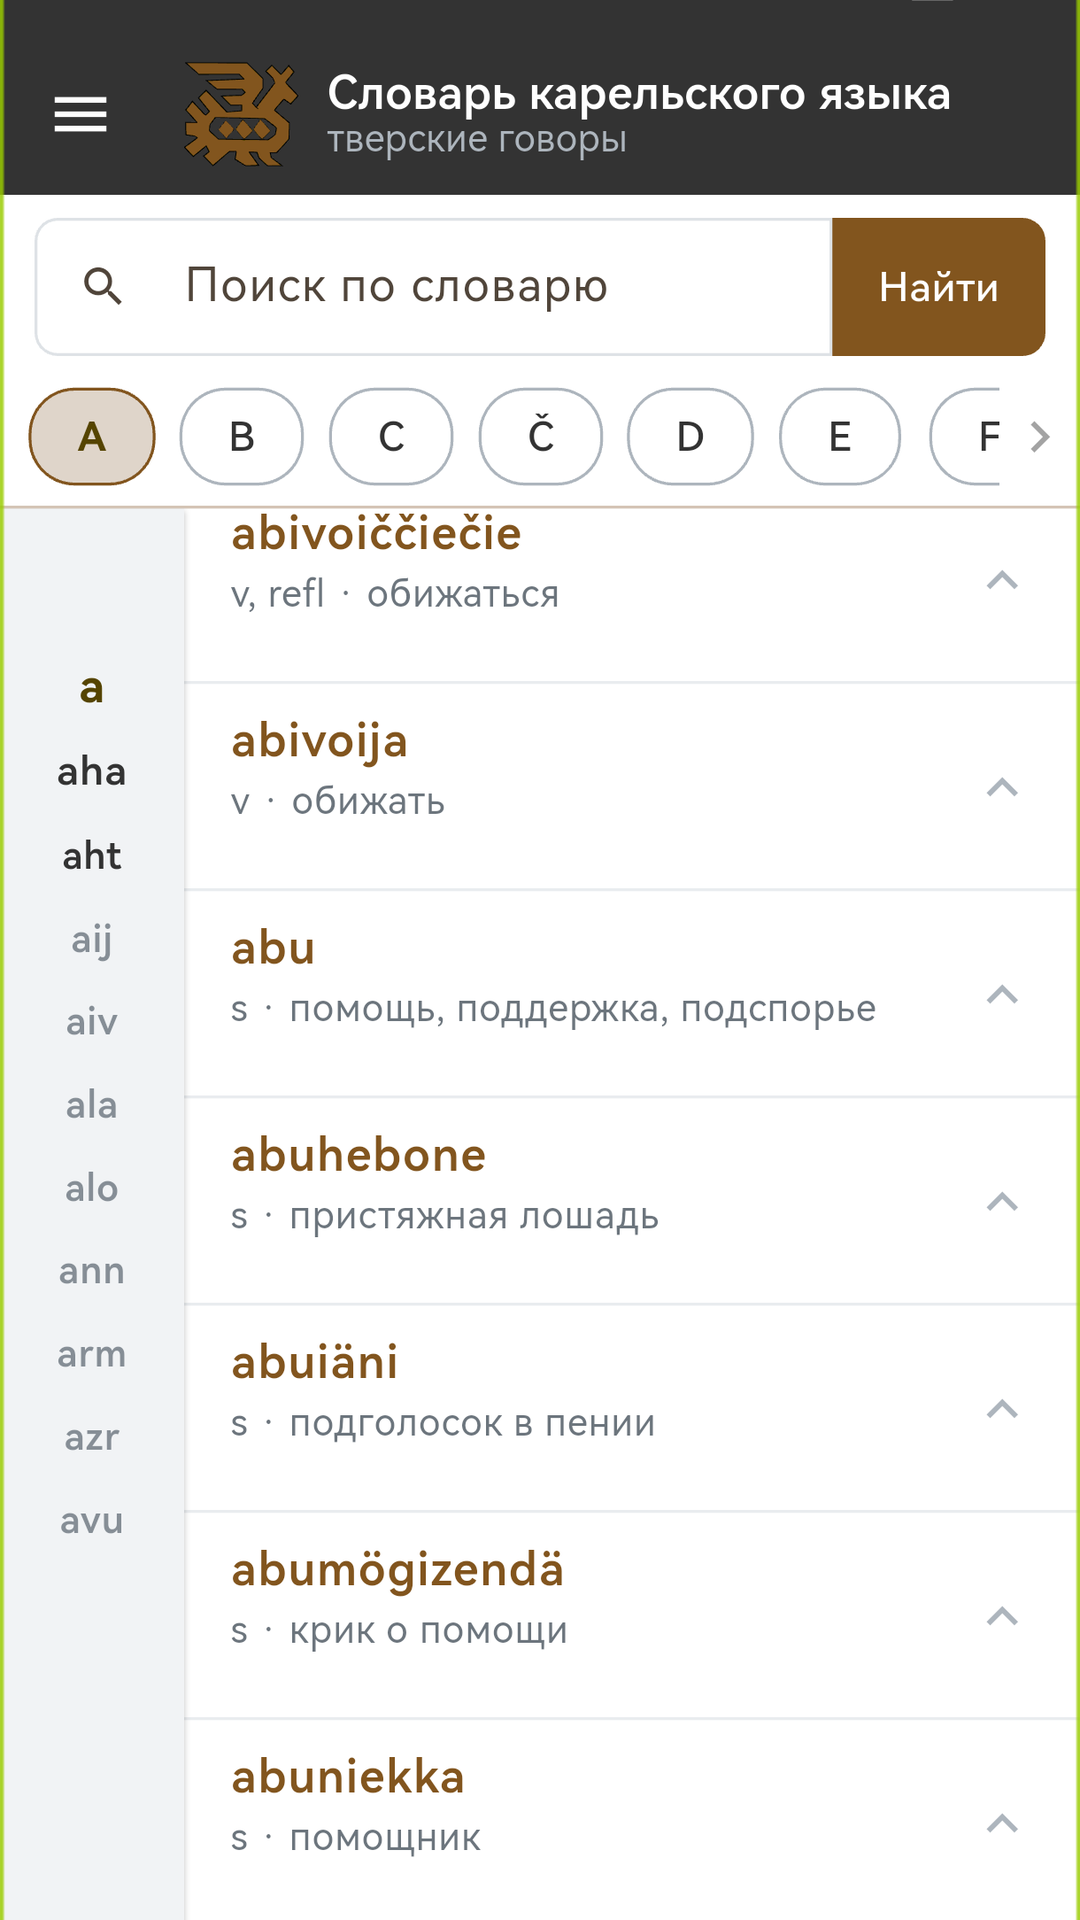 Словарь карельского языка
тверские говоры
Поиск по словарю
Найти
A B C Č D E F
a
aha
aht
aij
aiv
ala
alo
ann
arm
azr
avu
abivoiččiečie
v, refl · обижаться
abivoija
v · обижать
abu
s · помощь, поддержка, подспорье
abuhebone
s · пристяжная лошадь
abuiäni
s · подголосок в пении
abumögizendä
s · крик о помощи
abuniekka
s · помощник